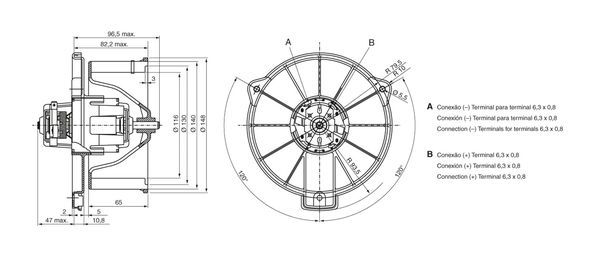 96,5 max.
82,2 max.
3
Ø 116
Ø 130
Ø 140
Ø 148
65
2
5
47 max.
10,8
A
B
R 79,5
R 10
Ø 5,5
R 93,5
120°
120°
A Conexão (–) Terminal para terminal 6,3 x 0,8
Conexión (–) Terminal para terminal 6,3 x 0,8
Connection (–) Terminals for terminals 6,3 x 0,8
B Conexão (+) Terminal 6,3 x 0,8
Conexión (+) Terminal 6,3 x 0,8
Connection (+) Terminal 6,3 x 0,8